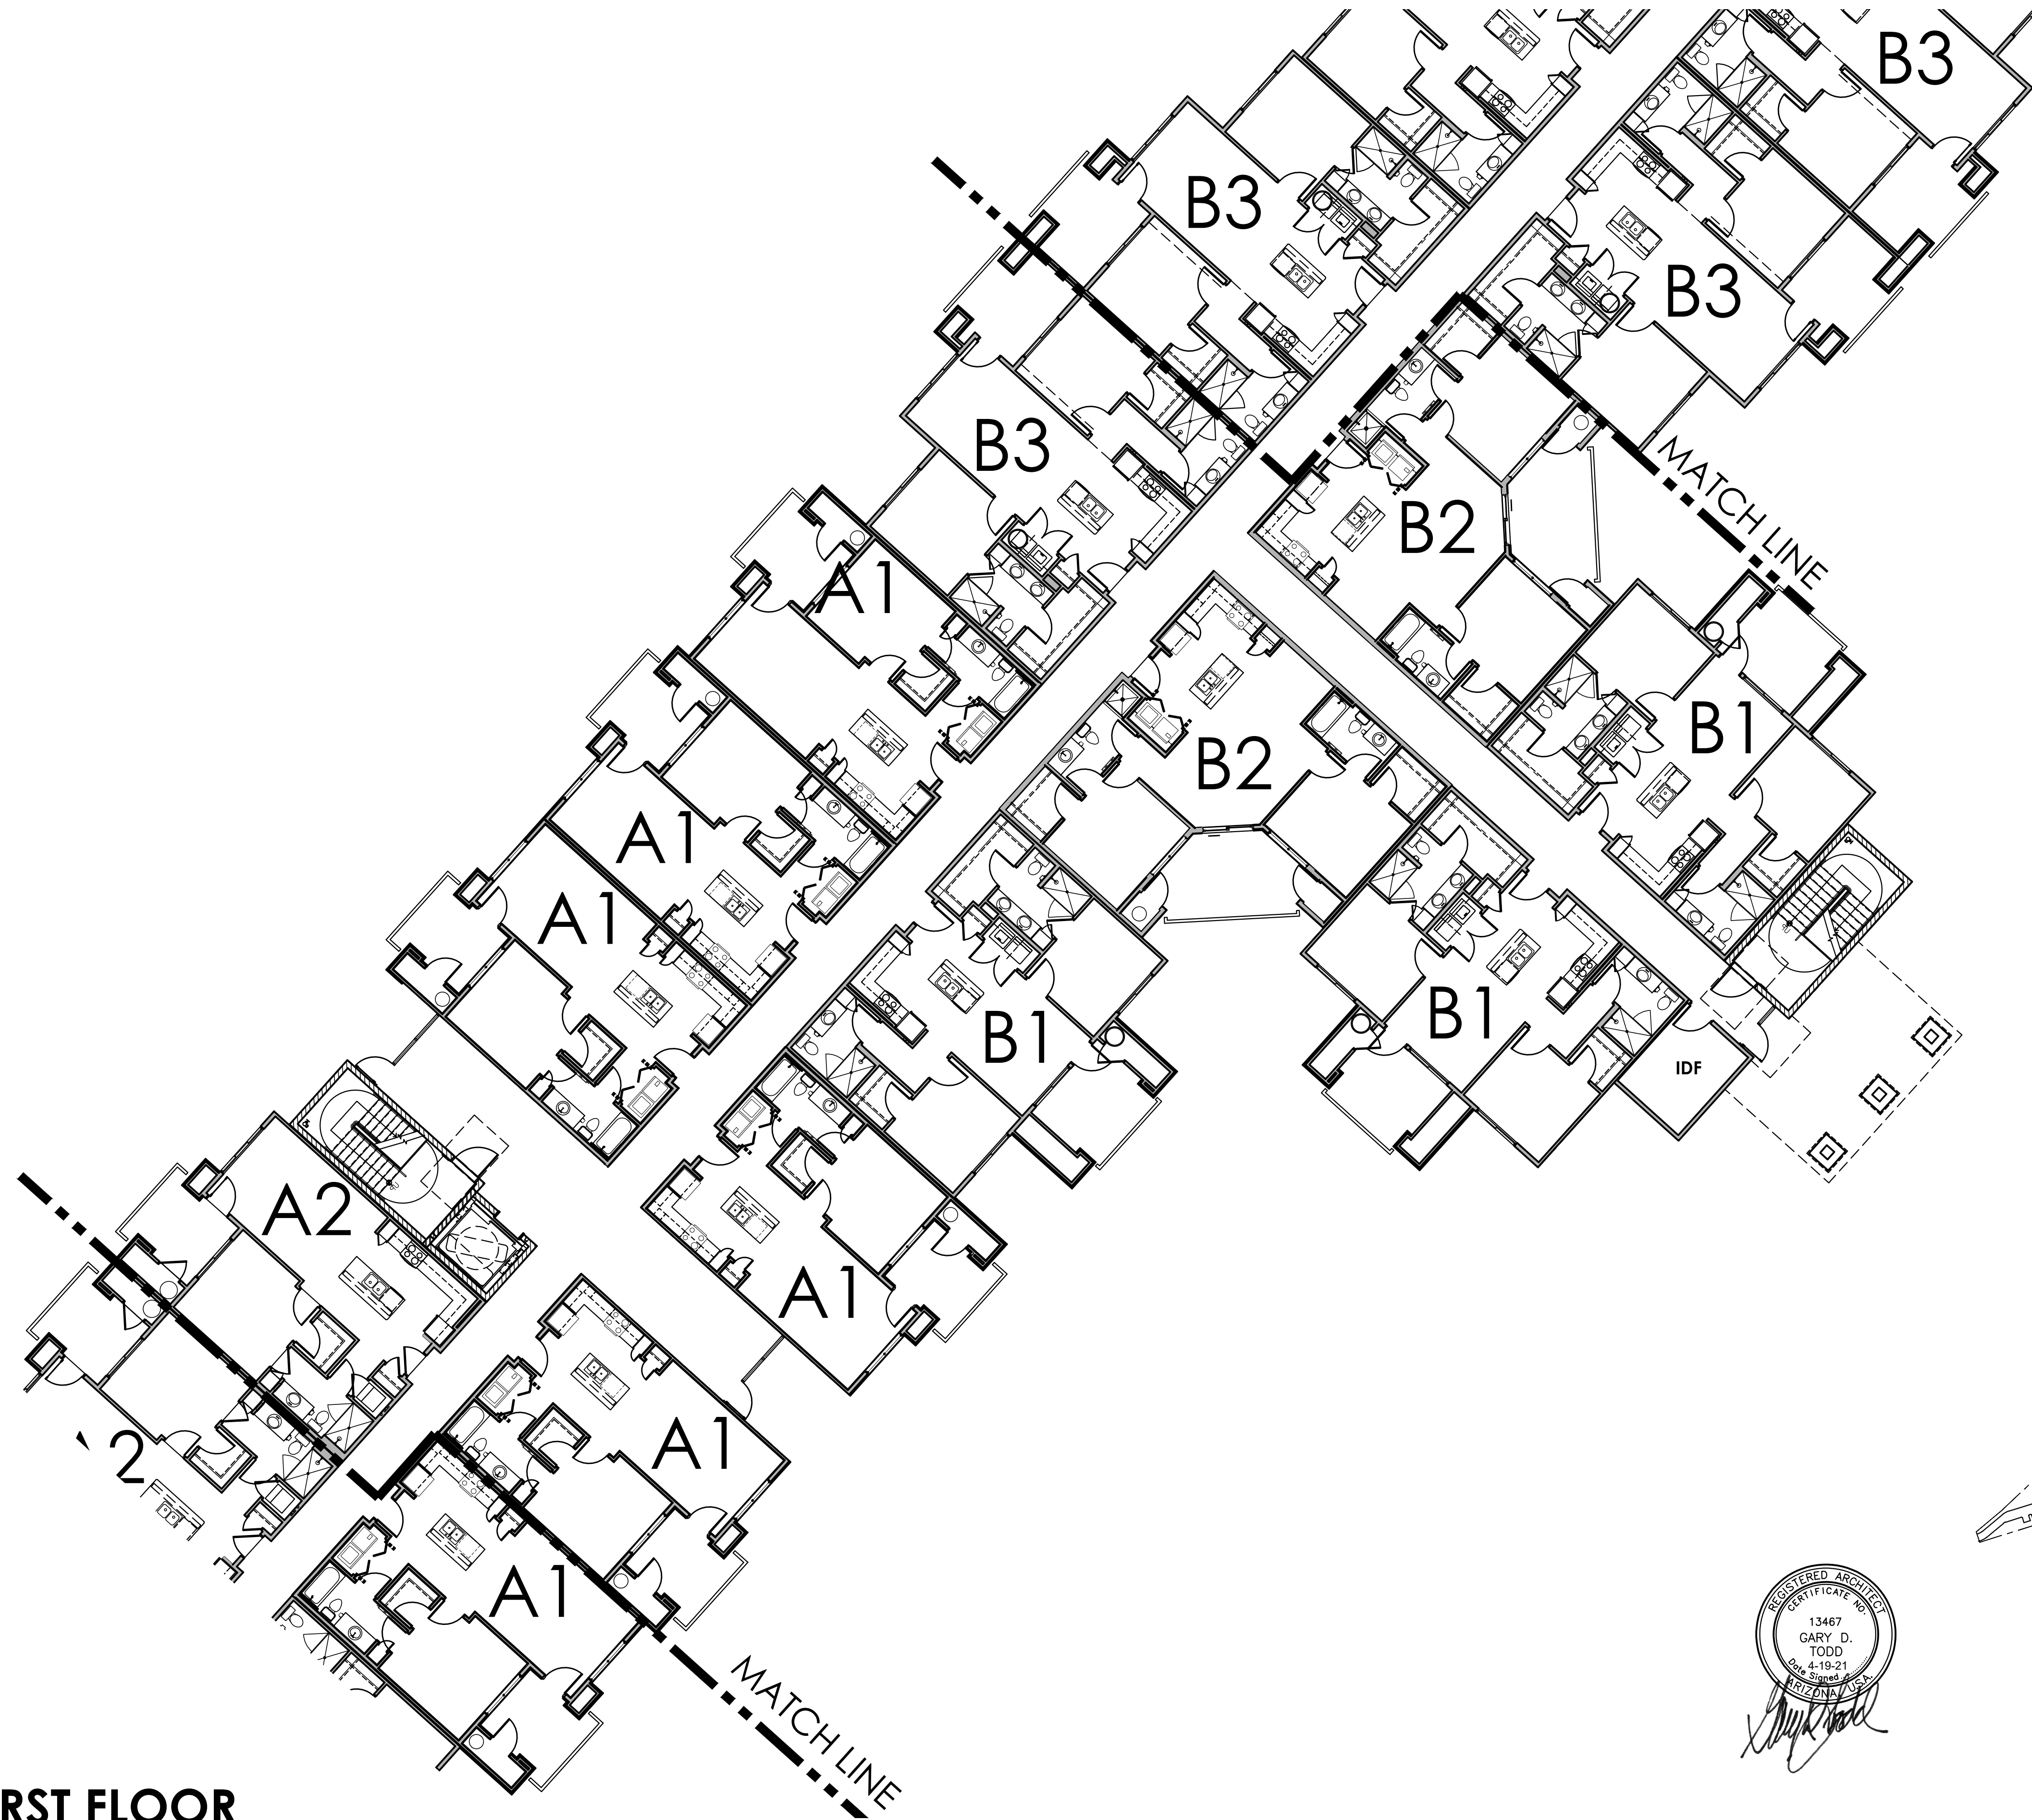 B3
B3
B3
B3
B3
MATCH LINE
B2
A1
B1
B2
A1
A1
B1
B1
IDF
A2
A1
A1
2
A1
REGISTERED ARCHITECT
CERTIFICATE NO.
13467
GARY D.
TODD
4-19-21
Date Signed
ARIZONA, U.S.A.
MATCH LINE
RST FLOOR